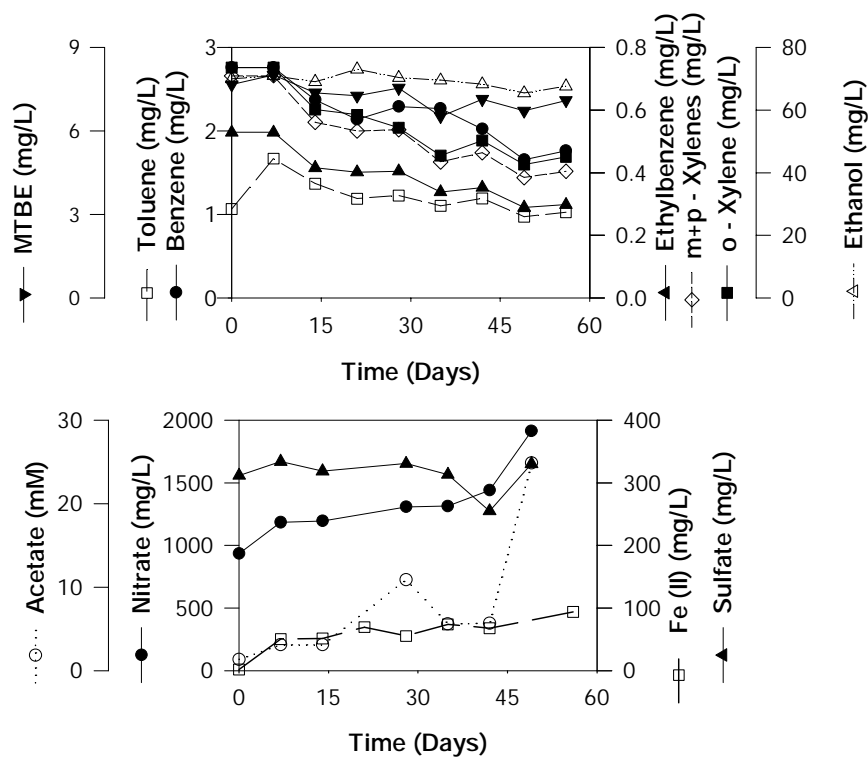 MTBE (mg/L)
9
6
3
0
Toluene (mg/L)
Benzene (mg/L)
3
2
1
0
0 15 30 45 60
Time (Days)
0.8
0.6
0.4
0.2
0.0
Ethylbenzene (mg/L)
m+p - Xylenes (mg/L)
o - Xylene (mg/L)
80
60
40
20
0
Ethanol (mg/L)
Acetate (mM)
30
20
10
0
Nitrate (mg/L)
2000
1500
1000
500
0
0 15 30 45 60
Time (Days)
400
300
200
100
0
Fe (II) (mg/L)
Sulfate (mg/L)